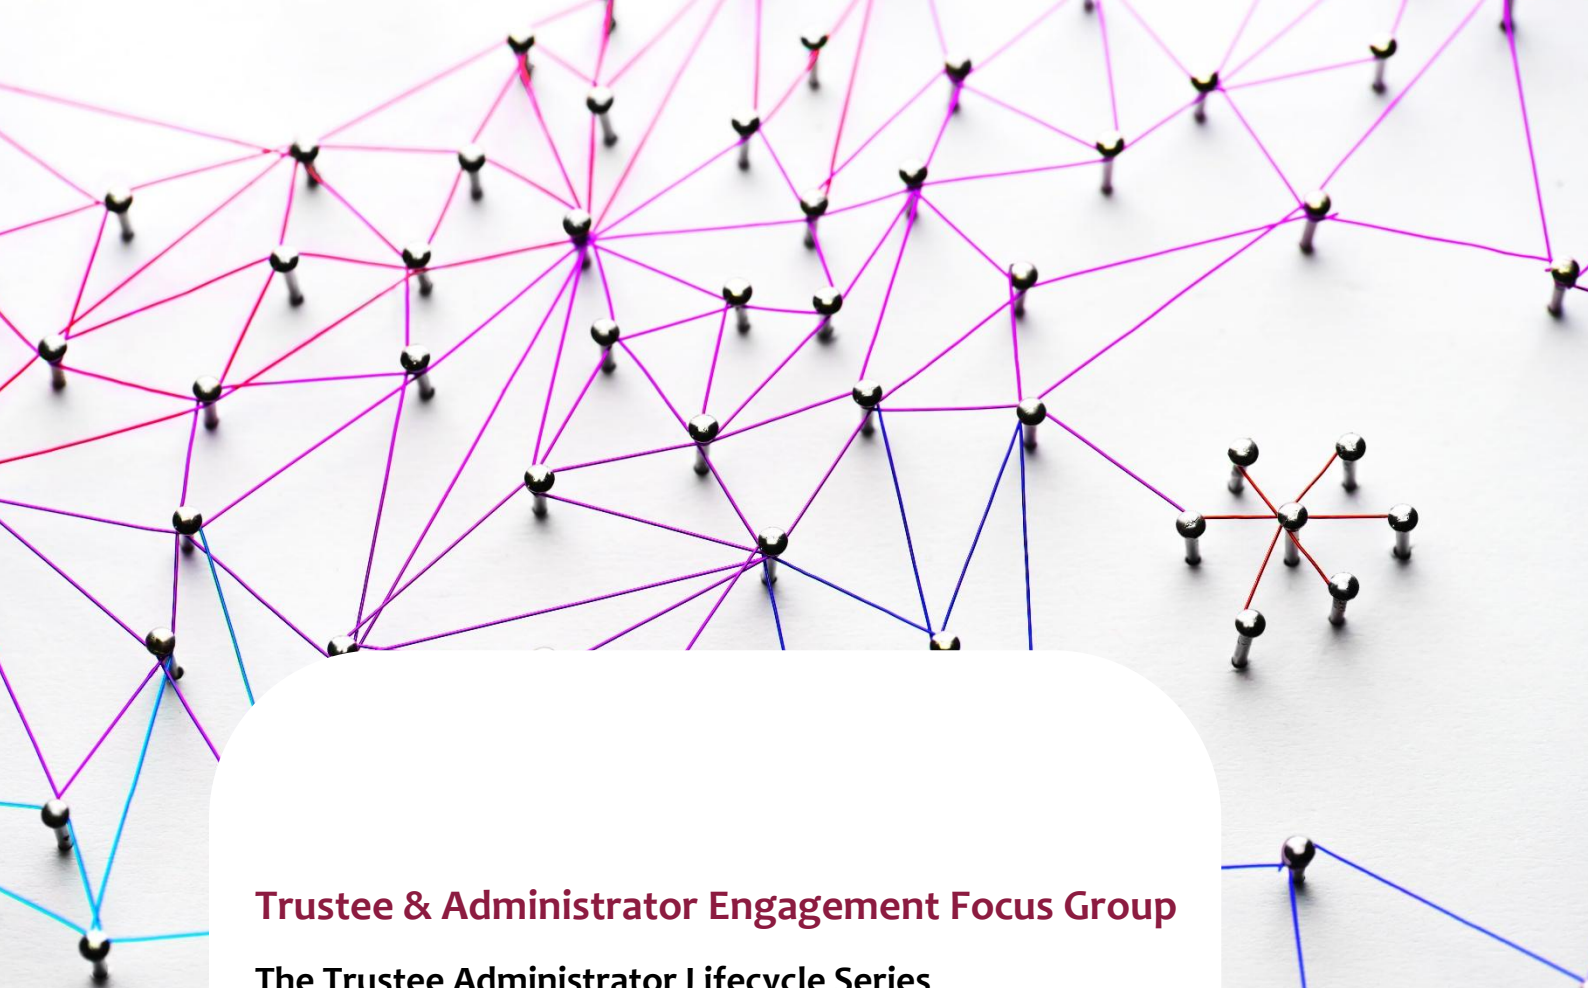 Trustee & Administrator Engagement Focus Group
The Trustee Administrator Lifecycle Series